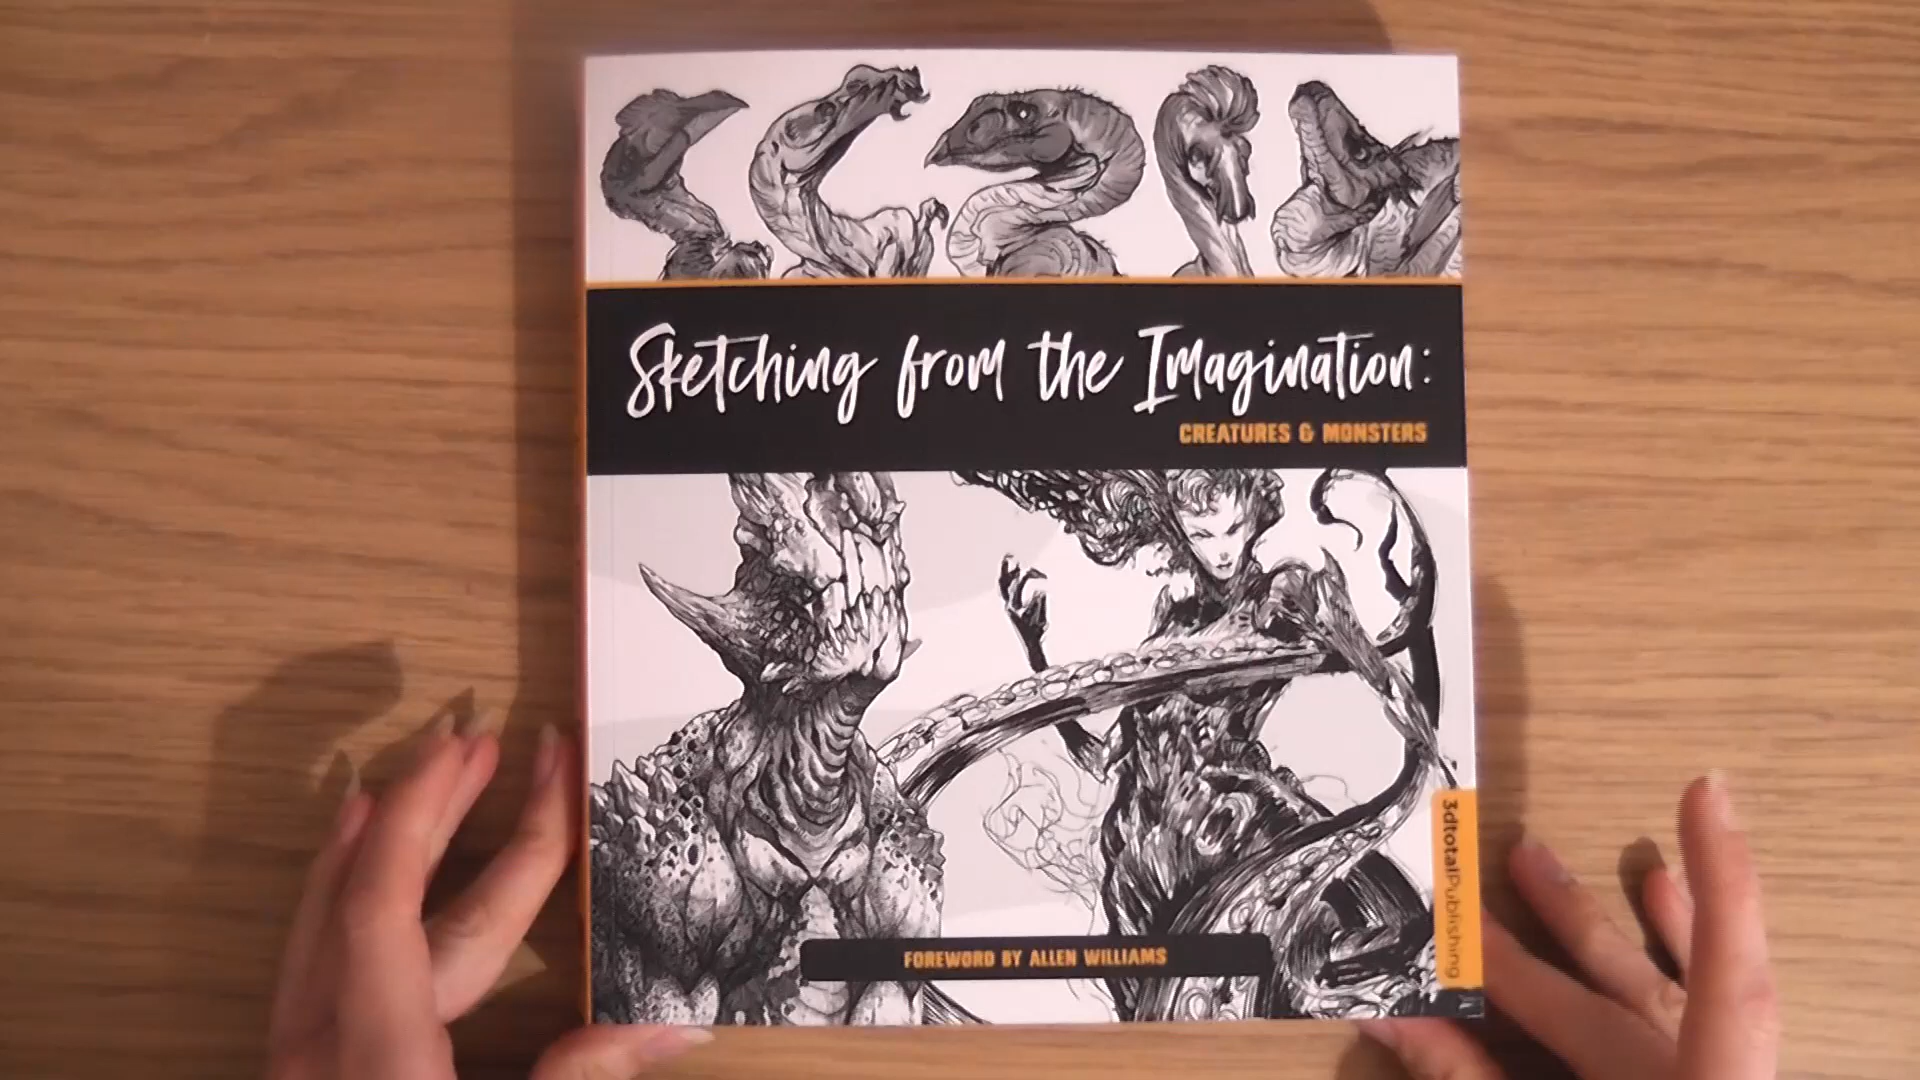 Sketching from the Imagination:
CREATURES & MONSTERS
3dtotalPublishing
FOREWORD BY ALLEN WILLIAMS